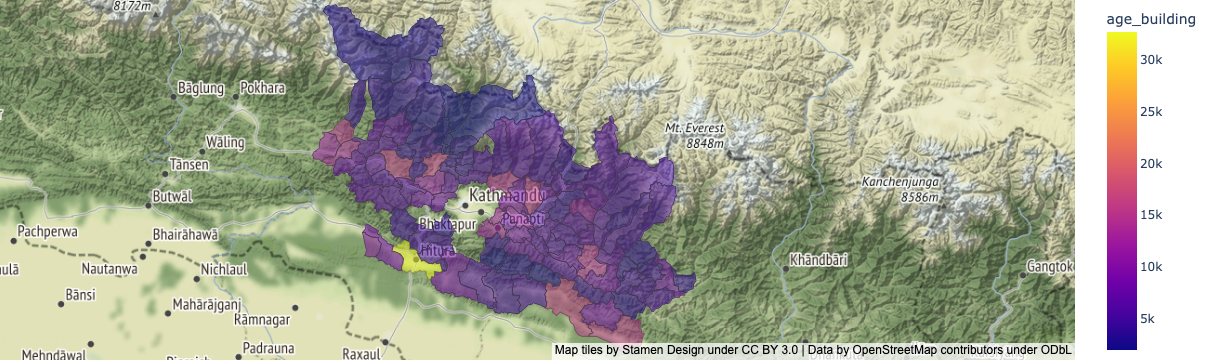 8172m
age_building
30k
25k
20k
15k
10k
5k
Bāglung
Pokhara
Mt. Everest
8848m
Wāling
Tānsen
Kanchenjunga
8586m
Butwāl
Kathmandu
Bhaktapur
Panauti
Pachperwa
Bhairāhawā
Hitura
Nautanwa
Nichlaul
Khāndbāri
Gangtok
Bānsi
Mahārājganj
Rāmnagar
Mehndāwal
Padrauna
Raxaul
Map tiles by Stamen Design under CC BY 3.0 | Data by OpenStreetMap contributors under ODbL